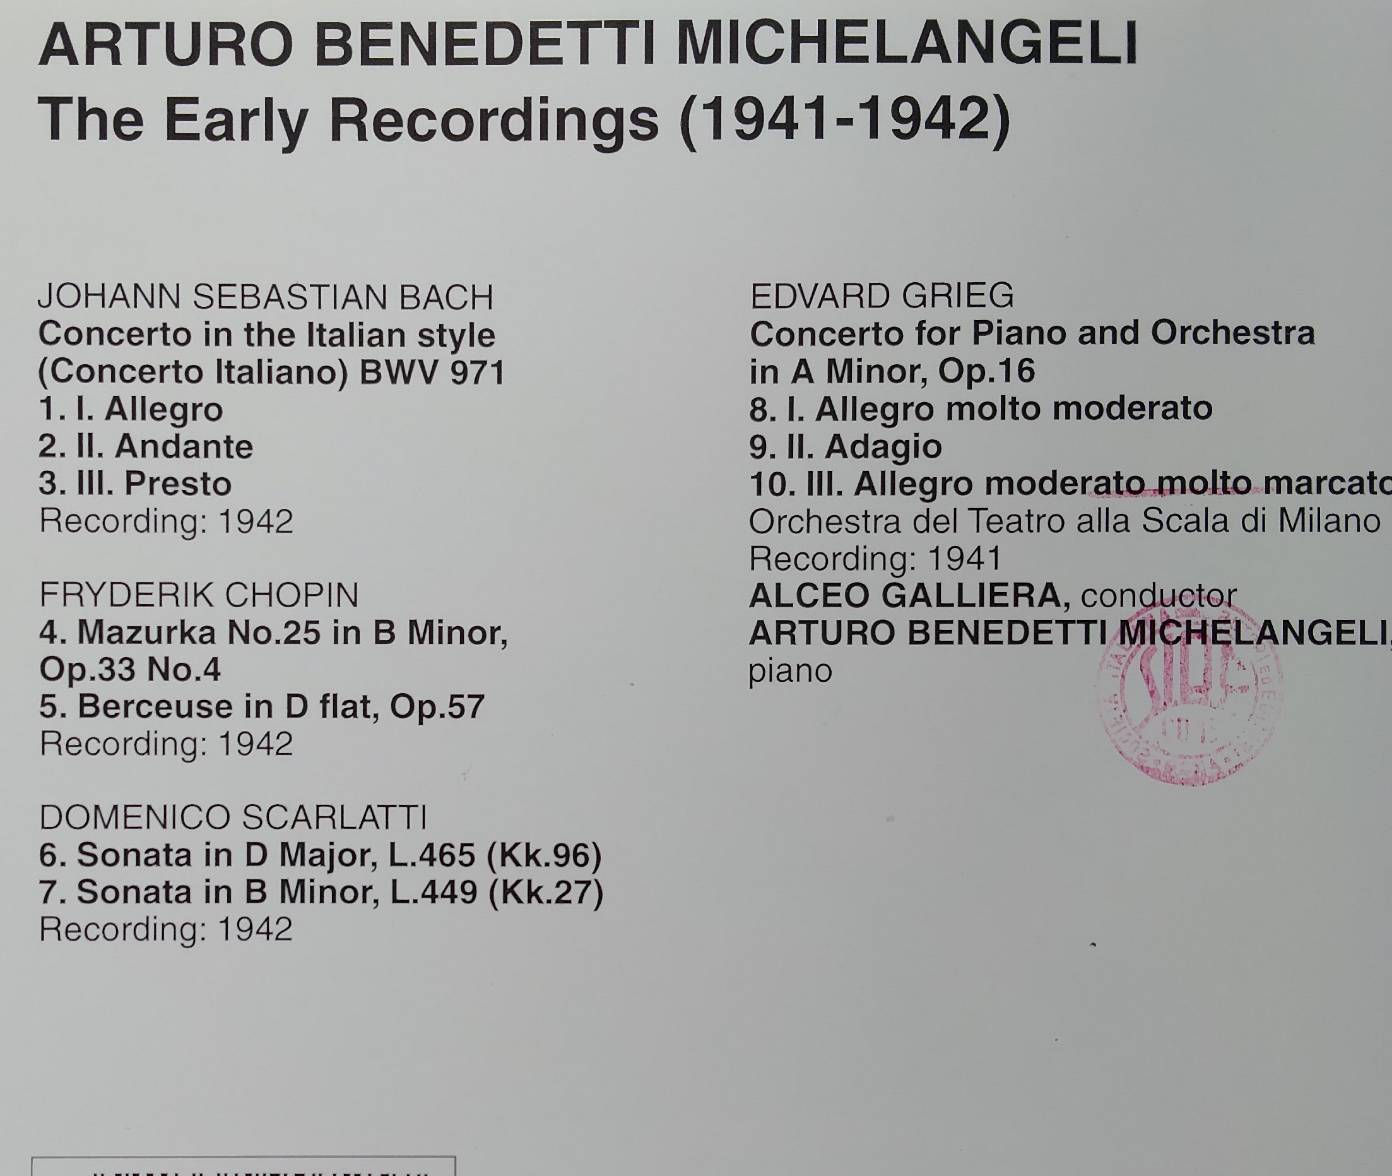 ARTURO BENEDETTI MICHELANGELI
The Early Recordings (1941-1942)
JOHANN SEBASTIAN BACH
Concerto in the Italian style
(Concerto Italiano) BWV 971
1. I. Allegro
2. II. Andante
3. III. Presto
Recording: 1942
FRYDERIK CHOPIN
4. Mazurka No.25 in B Minor,
Op.33 No.4
5. Berceuse in D flat, Op.57
Recording: 1942
DOMENICO SCARLATTI
6. Sonata in D Major, L.465 (Kk.96)
7. Sonata in B Minor, L.449 (Kk.27)
Recording: 1942
EDVARD GRIEG
Concerto for Piano and Orchestra
in A Minor, Op.16
8. I. Allegro molto moderato
9. II. Adagio
10. III. Allegro moderato molto marcato
Orchestra del Teatro alla Scala di Milano
Recording: 1941
ALCEO GALLIERA, conductor
ARTURO BENEDETTI MICHELANGELI,
piano
SIAE